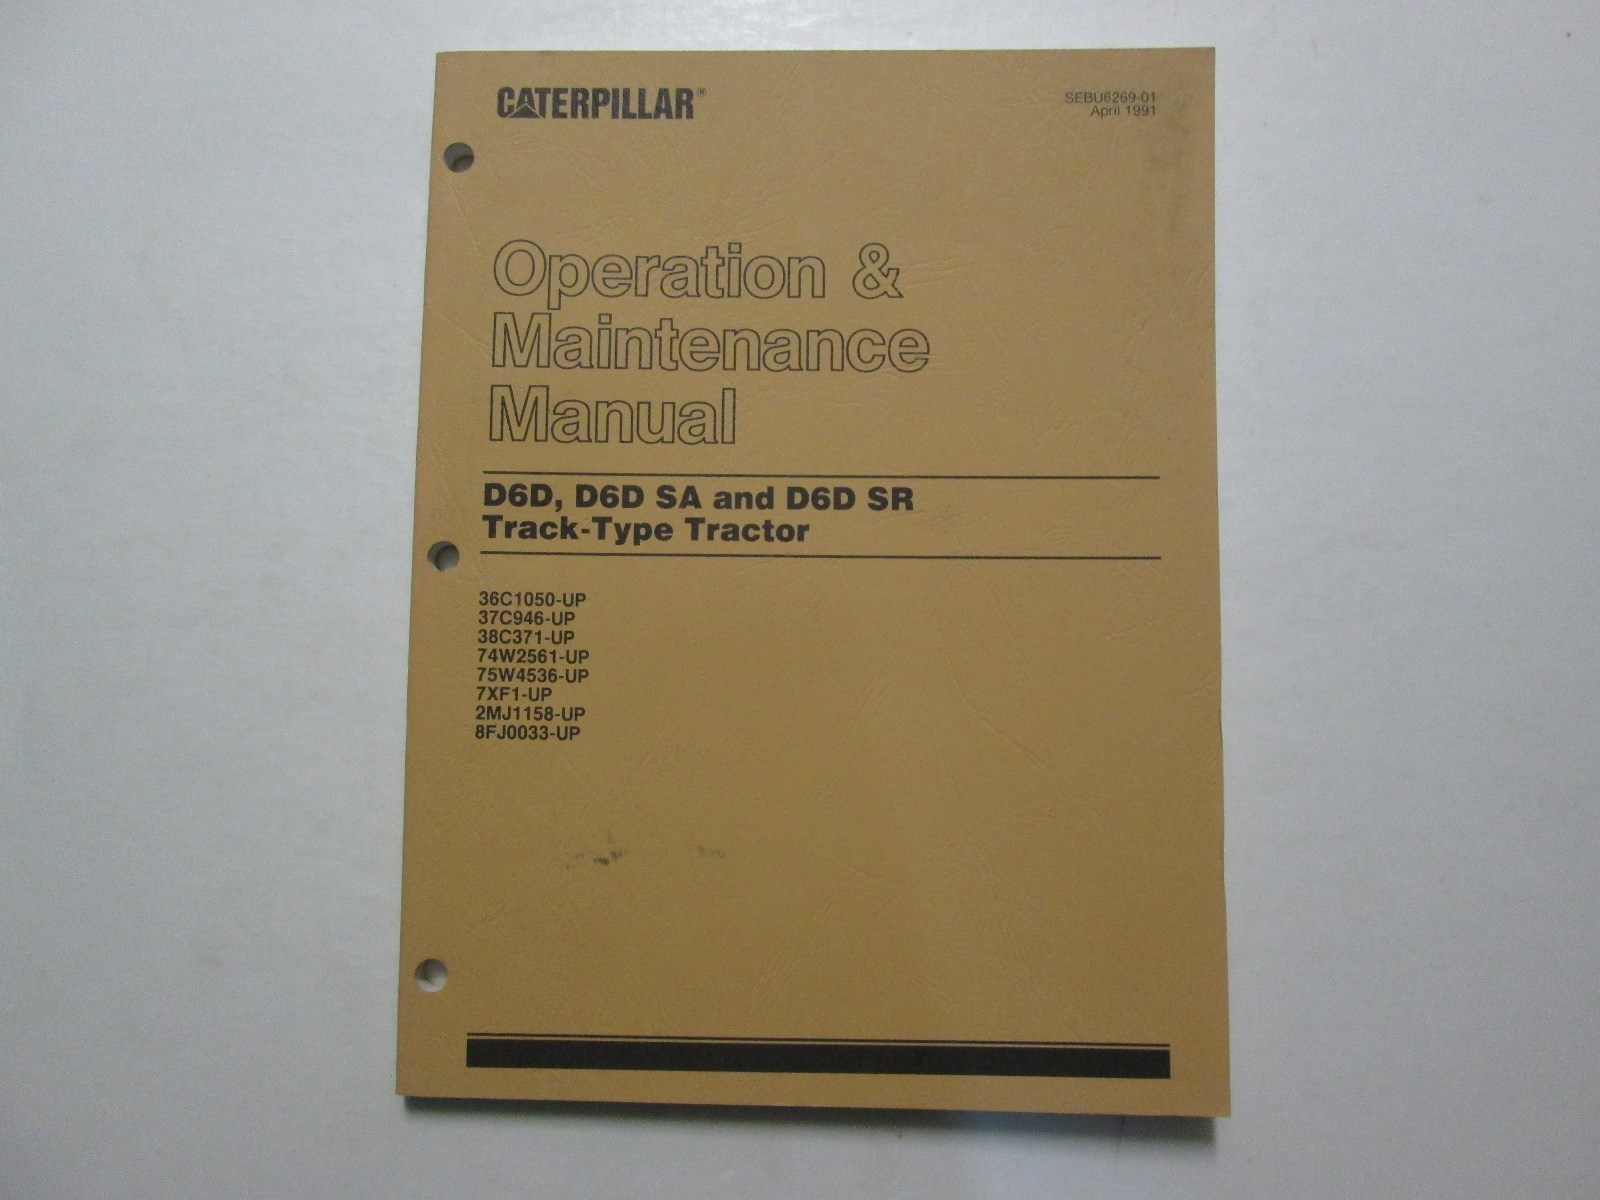 CATERPILLAR®
SEBU6269-01
April 1991
Operation &
Maintenance
Manual
D6D, D6D SA and D6D SR
Track-Type Tractor
36C1050-UP
37C946-UP
38C371-UP
74W2561-UP
75W4536-UP
7XF1-UP
2MJ1158-UP
8FJ0033-UP